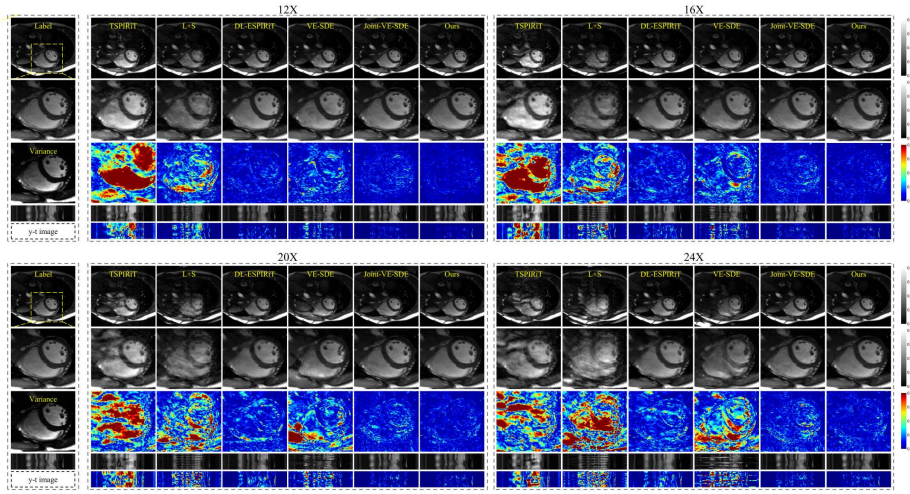 12X
16X
Label
TSPIRiT
L+S
DL-ESPIRiT
VE-SDE
Joint-VE-SDE
Ours
TSPIRiT
L+S
DL-ESPIRiT
VE-SDE
Joint-VE-SDE
Ours
Variance
y-t image
20X
24X
Label
TSPIRiT
L+S
DL-ESPIRiT
VE-SDE
Joint-VE-SDE
Ours
TSPIRiT
L+S
DL-ESPIRiT
VE-SDE
Joint-VE-SDE
Ours
Variance
y-t image